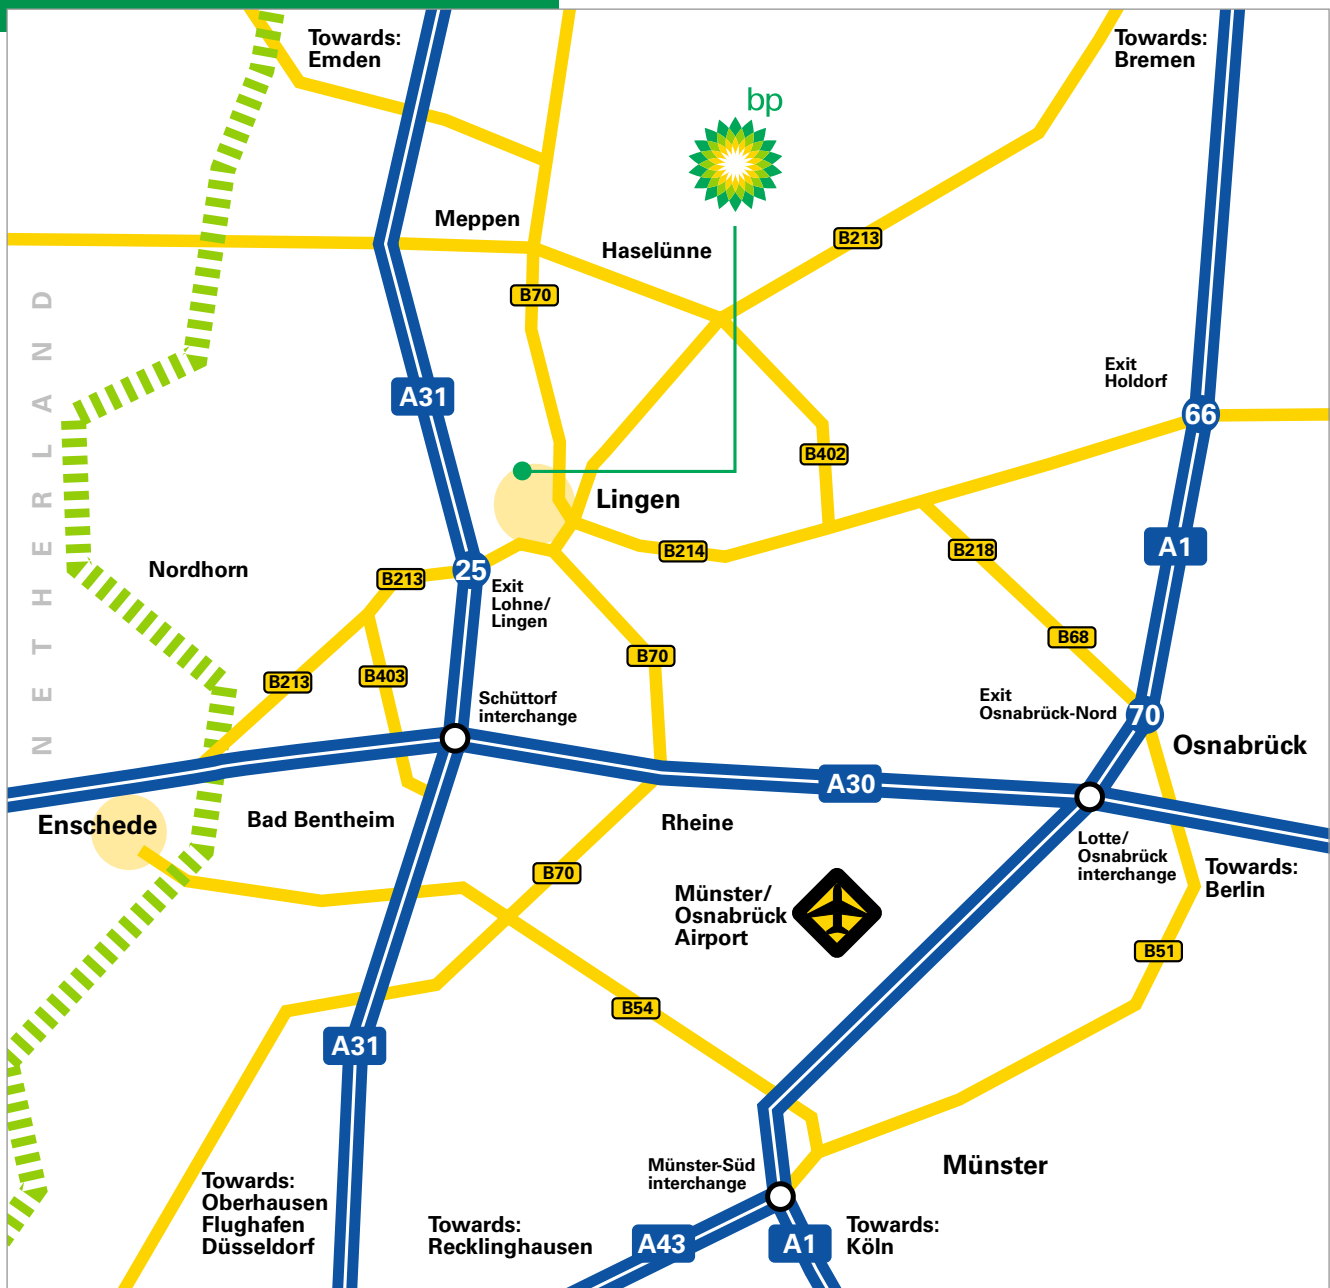 Towards:
Emden
Towards:
Bremen
bp
Meppen
Haselünne
B213
B70
NETHERLAND
Exit
Holdorf
A31
66
B402
Lingen
A1
B214
B218
Nordhorn
B213
25
Exit
Lohne/
Lingen
B68
B70
B213
B403
Schüttorf
interchange
Exit
Osnabrück-Nord
70
Osnabrück
A30
Enschede
Bad Bentheim
Rheine
Lotte/
Osnabrück
interchange
Towards:
Berlin
B70
Münster/
Osnabrück
Airport
B51
B54
A31
Münster-Süd
interchange
Münster
Towards:
Oberhausen
Flughafen
Düsseldorf
Towards:
Recklinghausen
A43
A1
Towards:
Köln